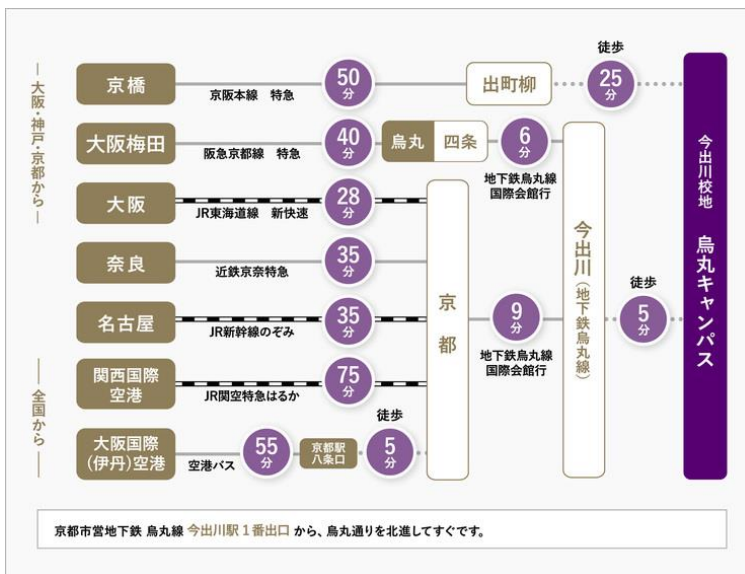 大阪・神戸・京都から
京橋
京阪本線 特急
50分
出町柳
徒歩
25分
大阪梅田
阪急京都線 特急
40分
烏丸 四条
6分
地下鉄烏丸線
国際会館行
大阪
JR東海道線 新快速
28分
奈良
近鉄京奈特急
35分
名古屋
JR新幹線のぞみ
35分
全国から
関西国際
空港
JR関空特急はるか
75分
大阪国際
(伊丹)空港
空港バス
55分
京都駅
八条口
徒歩
5分
京都
9分
地下鉄烏丸線
国際会館行
今出川(地下鉄烏丸線)
徒歩
5分
今出川校地 烏丸キャンパス
京都市営地下鉄 烏丸線 今出川駅1番出口 から、烏丸通りを北進してすぐです。